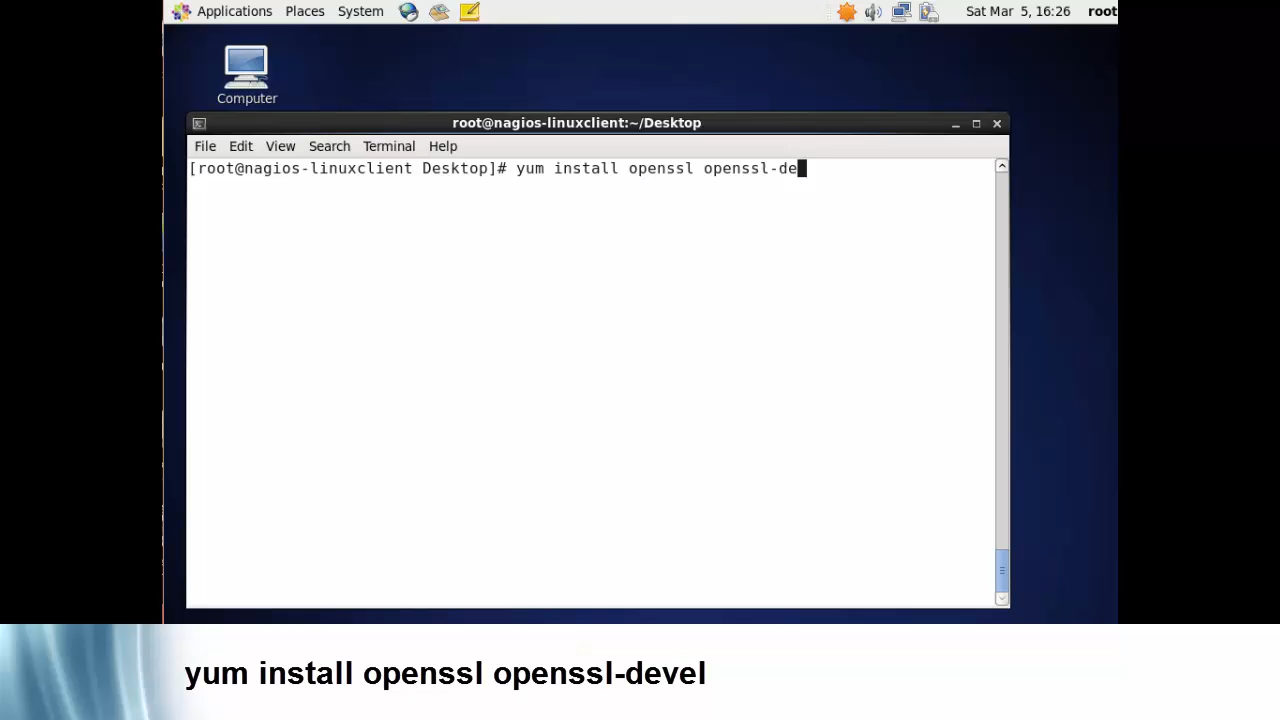 Applications Places System Sat Mar 5, 16:26 root
Computer
root@nagios-linuxclient:~/Desktop
File Edit View Search Terminal Help
[root@nagios-linuxclient Desktop]# yum install openssl openssl-de
yum install openssl openssl-devel